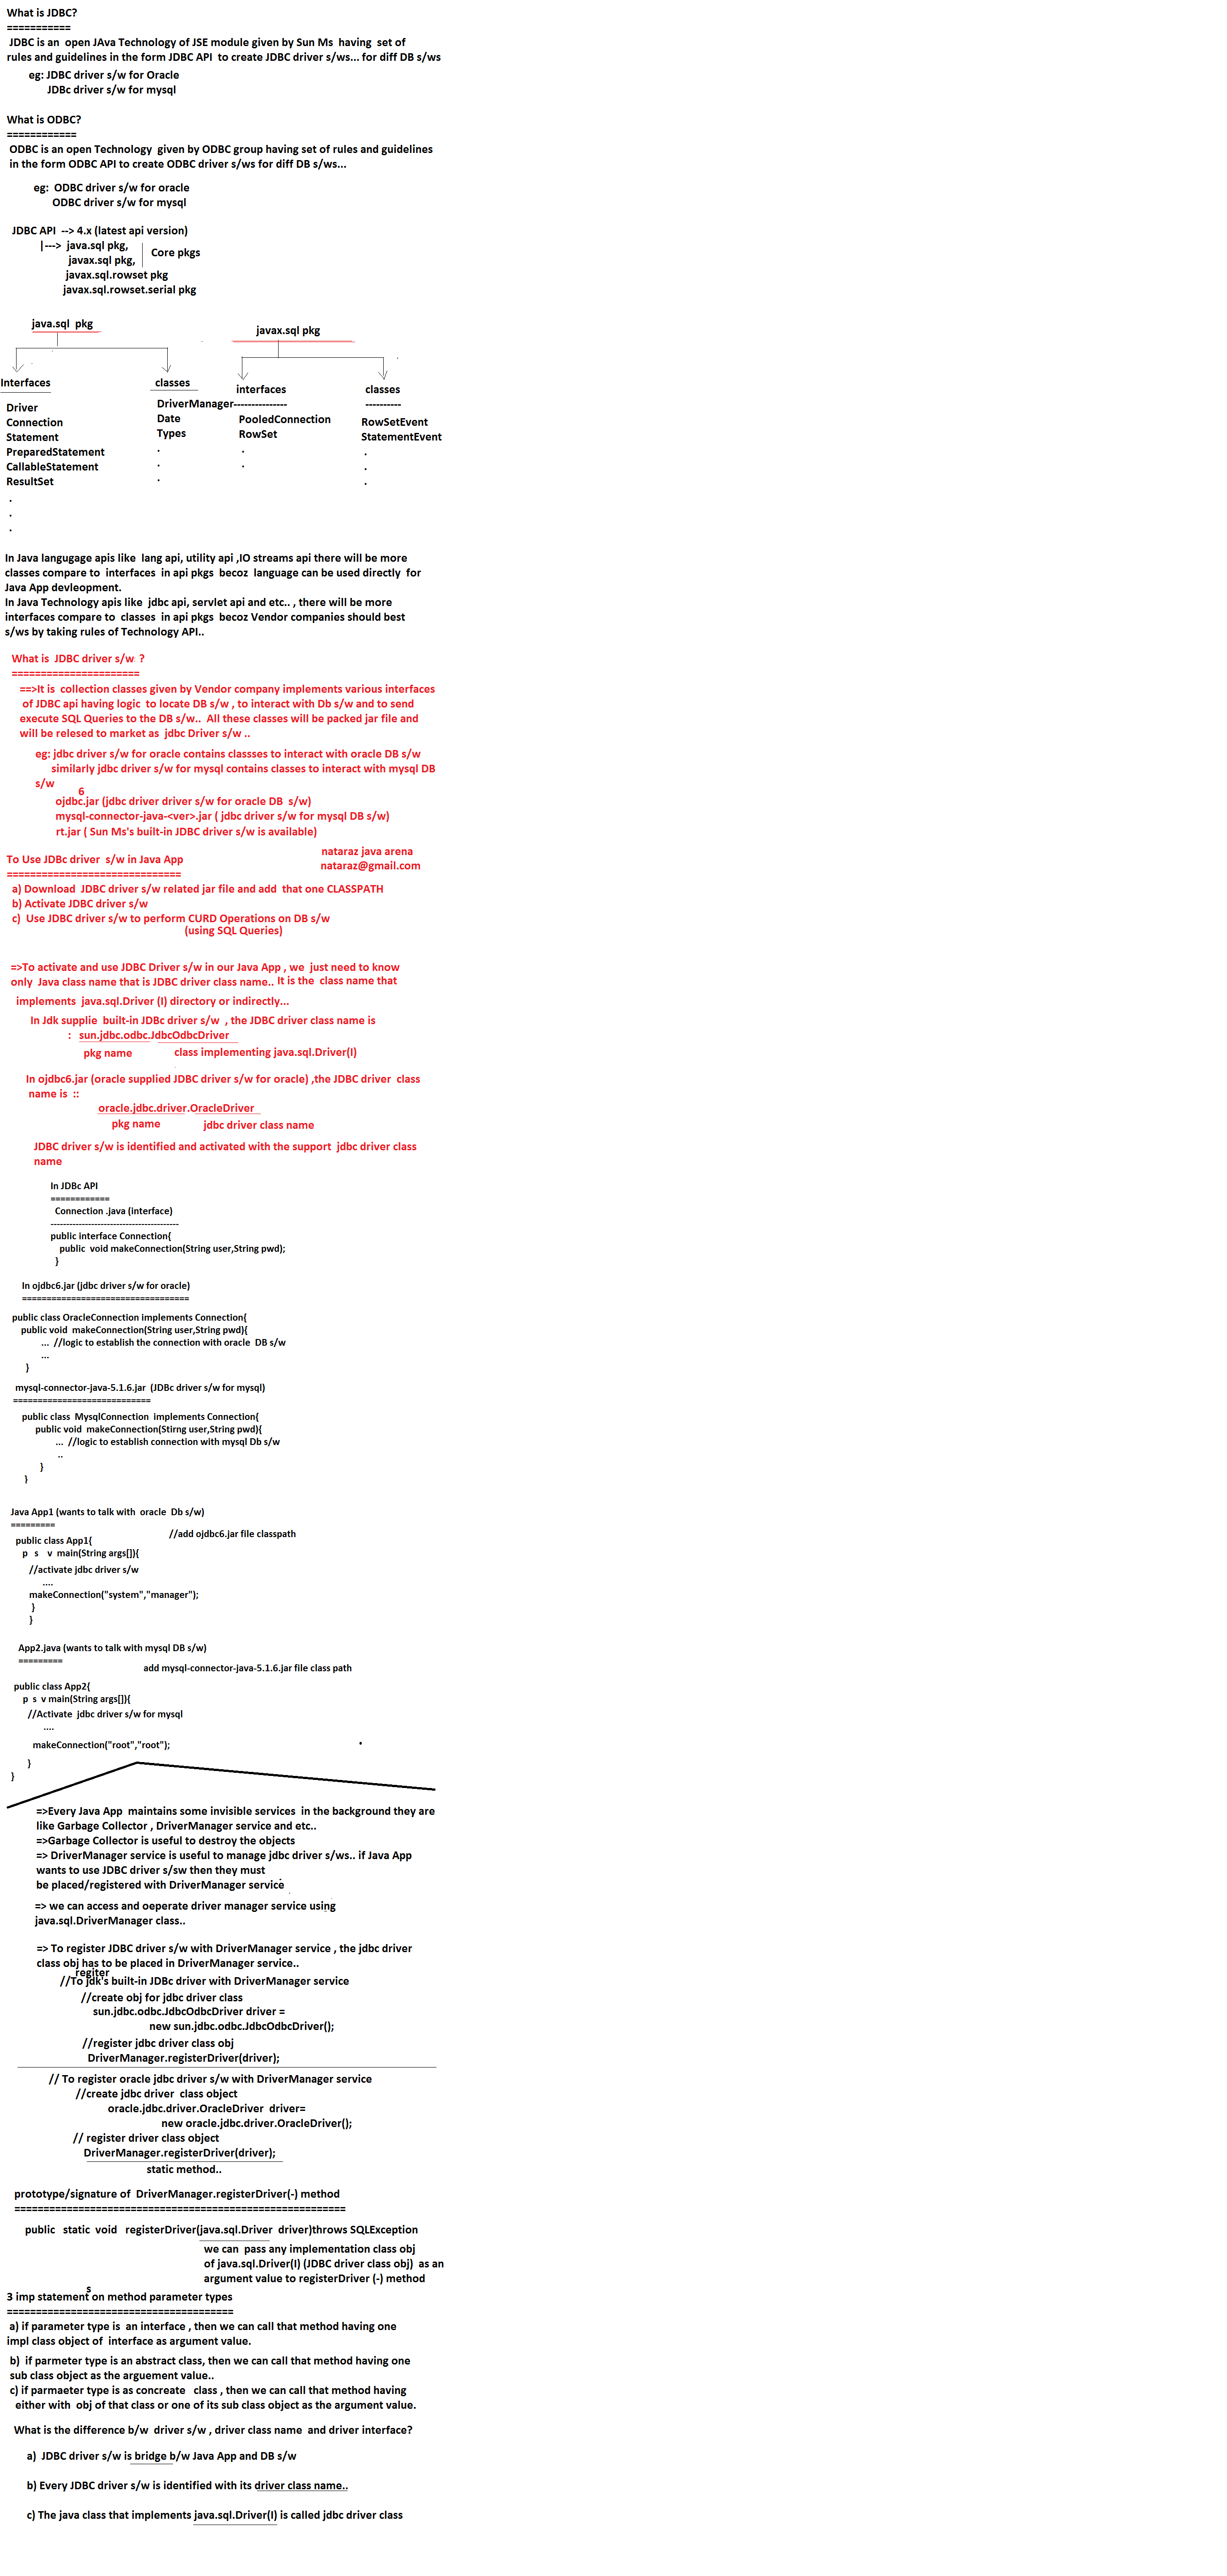 What is JDBC?
===========
JDBC is an  open JAva Technology of JSE module given by Sun Ms  having  set of
rules and guidelines in the form JDBC API  to create JDBC driver s/ws... for diff DB s/ws
eg: JDBC driver s/w for Oracle
JDBc driver s/w for mysql
What is ODBC?
============
ODBC is an open Technology  given by ODBC group having set of rules and guidelines
in the form ODBC API to create ODBC driver s/ws for diff DB s/ws...
eg:  ODBC driver s/w for oracle
ODBC driver s/w for mysql
JDBC API  --> 4.x (latest api version)
|---> java.sql pkg,
javax.sql pkg,
Core pkgs
javax.sql.rowset pkg
javax.sql.rowset.serial pkg
java.sql  pkg
javax.sql pkg
Interfaces
classes
interfaces
classes
---------------
----------
Driver
Connection
Statement
PreparedStatement
CallableStatement
ResultSet
.
.
.
DriverManager
Date
Types
.
.
.
PooledConnection
RowSet
.
.
RowSetEvent
StatementEvent
.
.
.
In Java langugage apis like  lang api, utility api ,IO streams api there will be more
classes compare to  interfaces  in api pkgs  becoz  language can be used directly  for
Java App devleopment.
In Java Technology apis like  jdbc api, servlet api and etc.. , there will be more
interfaces compare to  classes  in api pkgs  becoz Vendor companies should best
s/ws by taking rules of Technology API..
What is  JDBC driver s/w ?
======================
==>It is  collection classes given by Vendor company implements various interfaces
of JDBC api having logic  to locate DB s/w , to interact with Db s/w and to send
execute SQL Queries to the DB s/w..  All these classes will be packed jar file and
will be relesed to market as  jdbc Driver s/w ..
eg: jdbc driver s/w for oracle contains classses to interact with oracle DB s/w
similarly jdbc driver s/w for mysql contains classes to interact with mysql DB
s/w
6
ojdbc.jar (jdbc driver driver s/w for oracle DB  s/w)
mysql-connector-java-<ver>.jar ( jdbc driver s/w for mysql DB s/w)
rt.jar ( Sun Ms's built-in JDBC driver s/w is available)
nataraz java arena
nataraz@gmail.com
To Use JDBc driver  s/w in Java App
==============================
a) Download  JDBC driver s/w related jar file and add  that one CLASSPATH
b) Activate JDBC driver s/w
c)  Use JDBC driver s/w to perform CURD Operations on DB s/w
(using SQL Queries)
=>To activate and use JDBC Driver s/w in our Java App , we  just need to know
only  Java class name that is JDBC driver class name.. It is the  class name that
implements  java.sql.Driver (I) directory or indirectly...
In Jdk supplie  built-in JDBc driver s/w  , the JDBC driver class name is
:   sun.jdbc.odbc.JdbcOdbcDriver
pkg name
class implementing java.sql.Driver(I)
In ojdbc6.jar (oracle supplied JDBC driver s/w for oracle) ,the JDBC driver  class
name is  ::
oracle.jdbc.driver.OracleDriver
pkg name
jdbc driver class name
JDBC driver s/w is identified and activated with the support  jdbc driver class
name
In JDBc API
============
Connection .java (interface)
-----------------------------------------
public interface Connection{
public  void makeConnection(String user,String pwd);
}
In ojdbc6.jar (jdbc driver s/w for oracle)
==================================
public class OracleConnection implements Connection{
public void  makeConnection(String user,String pwd){
...  //logic to establish the connection with oracle  DB s/w
...
}
mysql-connector-java-5.1.6.jar  (JDBc driver s/w for mysql)
============================
public class  MysqlConnection  implements Connection{
public void  makeConnection(Stirng user,String pwd){
...  //logic to establish connection with mysql Db s/w
..
}
}
Java App1 (wants to talk with  oracle  Db s/w)
=========
//add ojdbc6.jar file classpath
public class App1{
p   s    v  main(String args[]){
//activate jdbc driver s/w
....
makeConnection("system","manager");
}
}
App2.java (wants to talk with mysql DB s/w)
=========
add mysql-connector-java-5.1.6.jar file class path
public class App2{
p  s  v main(String args[]){
//Activate  jdbc driver s/w for mysql
....
makeConnection("root","root");
}
}
=>Every Java App  maintains some invisible services  in the background they are
like Garbage Collector , DriverManager service and etc..
=>Garbage Collector is useful to destroy the objects
=> DriverManager service is useful to manage jdbc driver s/ws.. if Java App
wants to use JDBC driver s/sw then they must
be placed/registered with DriverManager service
=> we can access and oeperate driver manager service using
java.sql.DriverManager class..
=> To register JDBC driver s/w with DriverManager service , the jdbc driver
class obj has to be placed in DriverManager service..
regiter
//To jdk's built-in JDBc driver with DriverManager service
//create obj for jdbc driver class
sun.jdbc.odbc.JdbcOdbcDriver driver =
new sun.jdbc.odbc.JdbcOdbcDriver();
//register jdbc driver class obj
DriverManager.registerDriver(driver);
// To register oracle jdbc driver s/w with DriverManager service
//create jdbc driver  class object
oracle.jdbc.driver.OracleDriver  driver=
new oracle.jdbc.driver.OracleDriver();
// register driver class object
DriverManager.registerDriver(driver);
static method..
prototype/signature of  DriverManager.registerDriver(-) method
=========================================================
public   static  void   registerDriver(java.sql.Driver  driver)throws SQLException
we can  pass any implementation class obj
of java.sql.Driver(I) (JDBC driver class obj)  as an
argument value to registerDriver (-) method
s
3 imp statement on method parameter types
=======================================
a) if parameter type is  an interface , then we can call that method having one
impl class object of  interface as argument value.
b)  if parmeter type is an abstract class, then we can call that method having one
sub class object as the arguement value..
c) if parmaeter type is as concreate   class , then we can call that method having
either with  obj of that class or one of its sub class object as the argument value.
What is the difference b/w  driver s/w , driver class name  and driver interface?
a)  JDBC driver s/w is bridge b/w Java App and DB s/w
b) Every JDBC driver s/w is identified with its driver class name..
c) The java class that implements java.sql.Driver(I) is called jdbc driver class